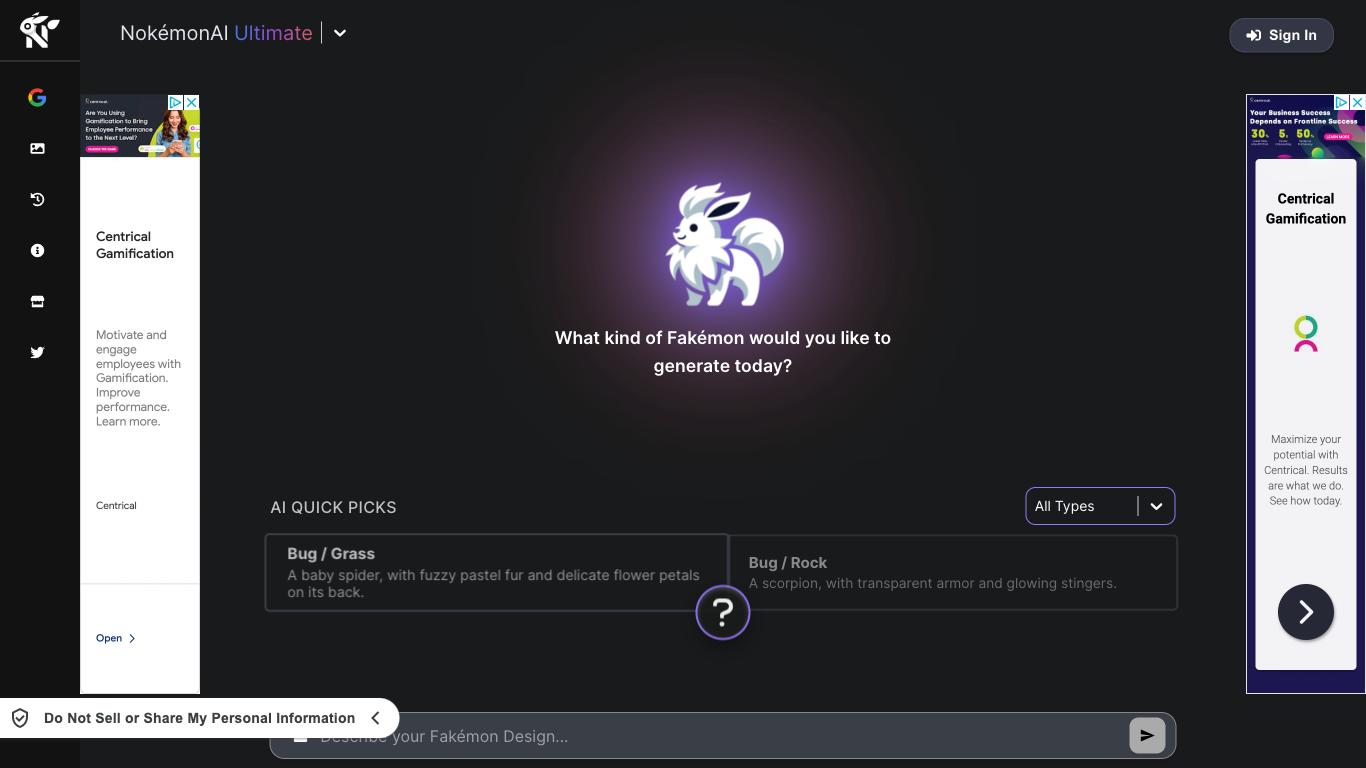 NokémonAI Ultimate
Sign In
centrical.
Are You Using
Gamification to Bring
Employee Performance
to the Next Level?
Centrical
Gamification
Motivate and
engage
employees with
Gamification.
Improve
performance.
Learn more.
Centrical
Open
What kind of Fakémon would you like to
generate today?
AI QUICK PICKS
All Types
Bug / Grass
A baby spider, with fuzzy pastel fur and delicate flower petals
on its back.
Bug / Rock
A scorpion, with transparent armor and glowing stingers.
?
centrical.
Your Business Success
Depends on Frontline Success
30% 5x 50%
LEARN MORE
Centrical
Gamification
Maximize your
potential with
Centrical. Results
are what we do.
See how today.
Do Not Sell or Share My Personal Information
Describe your Fakémon Design...